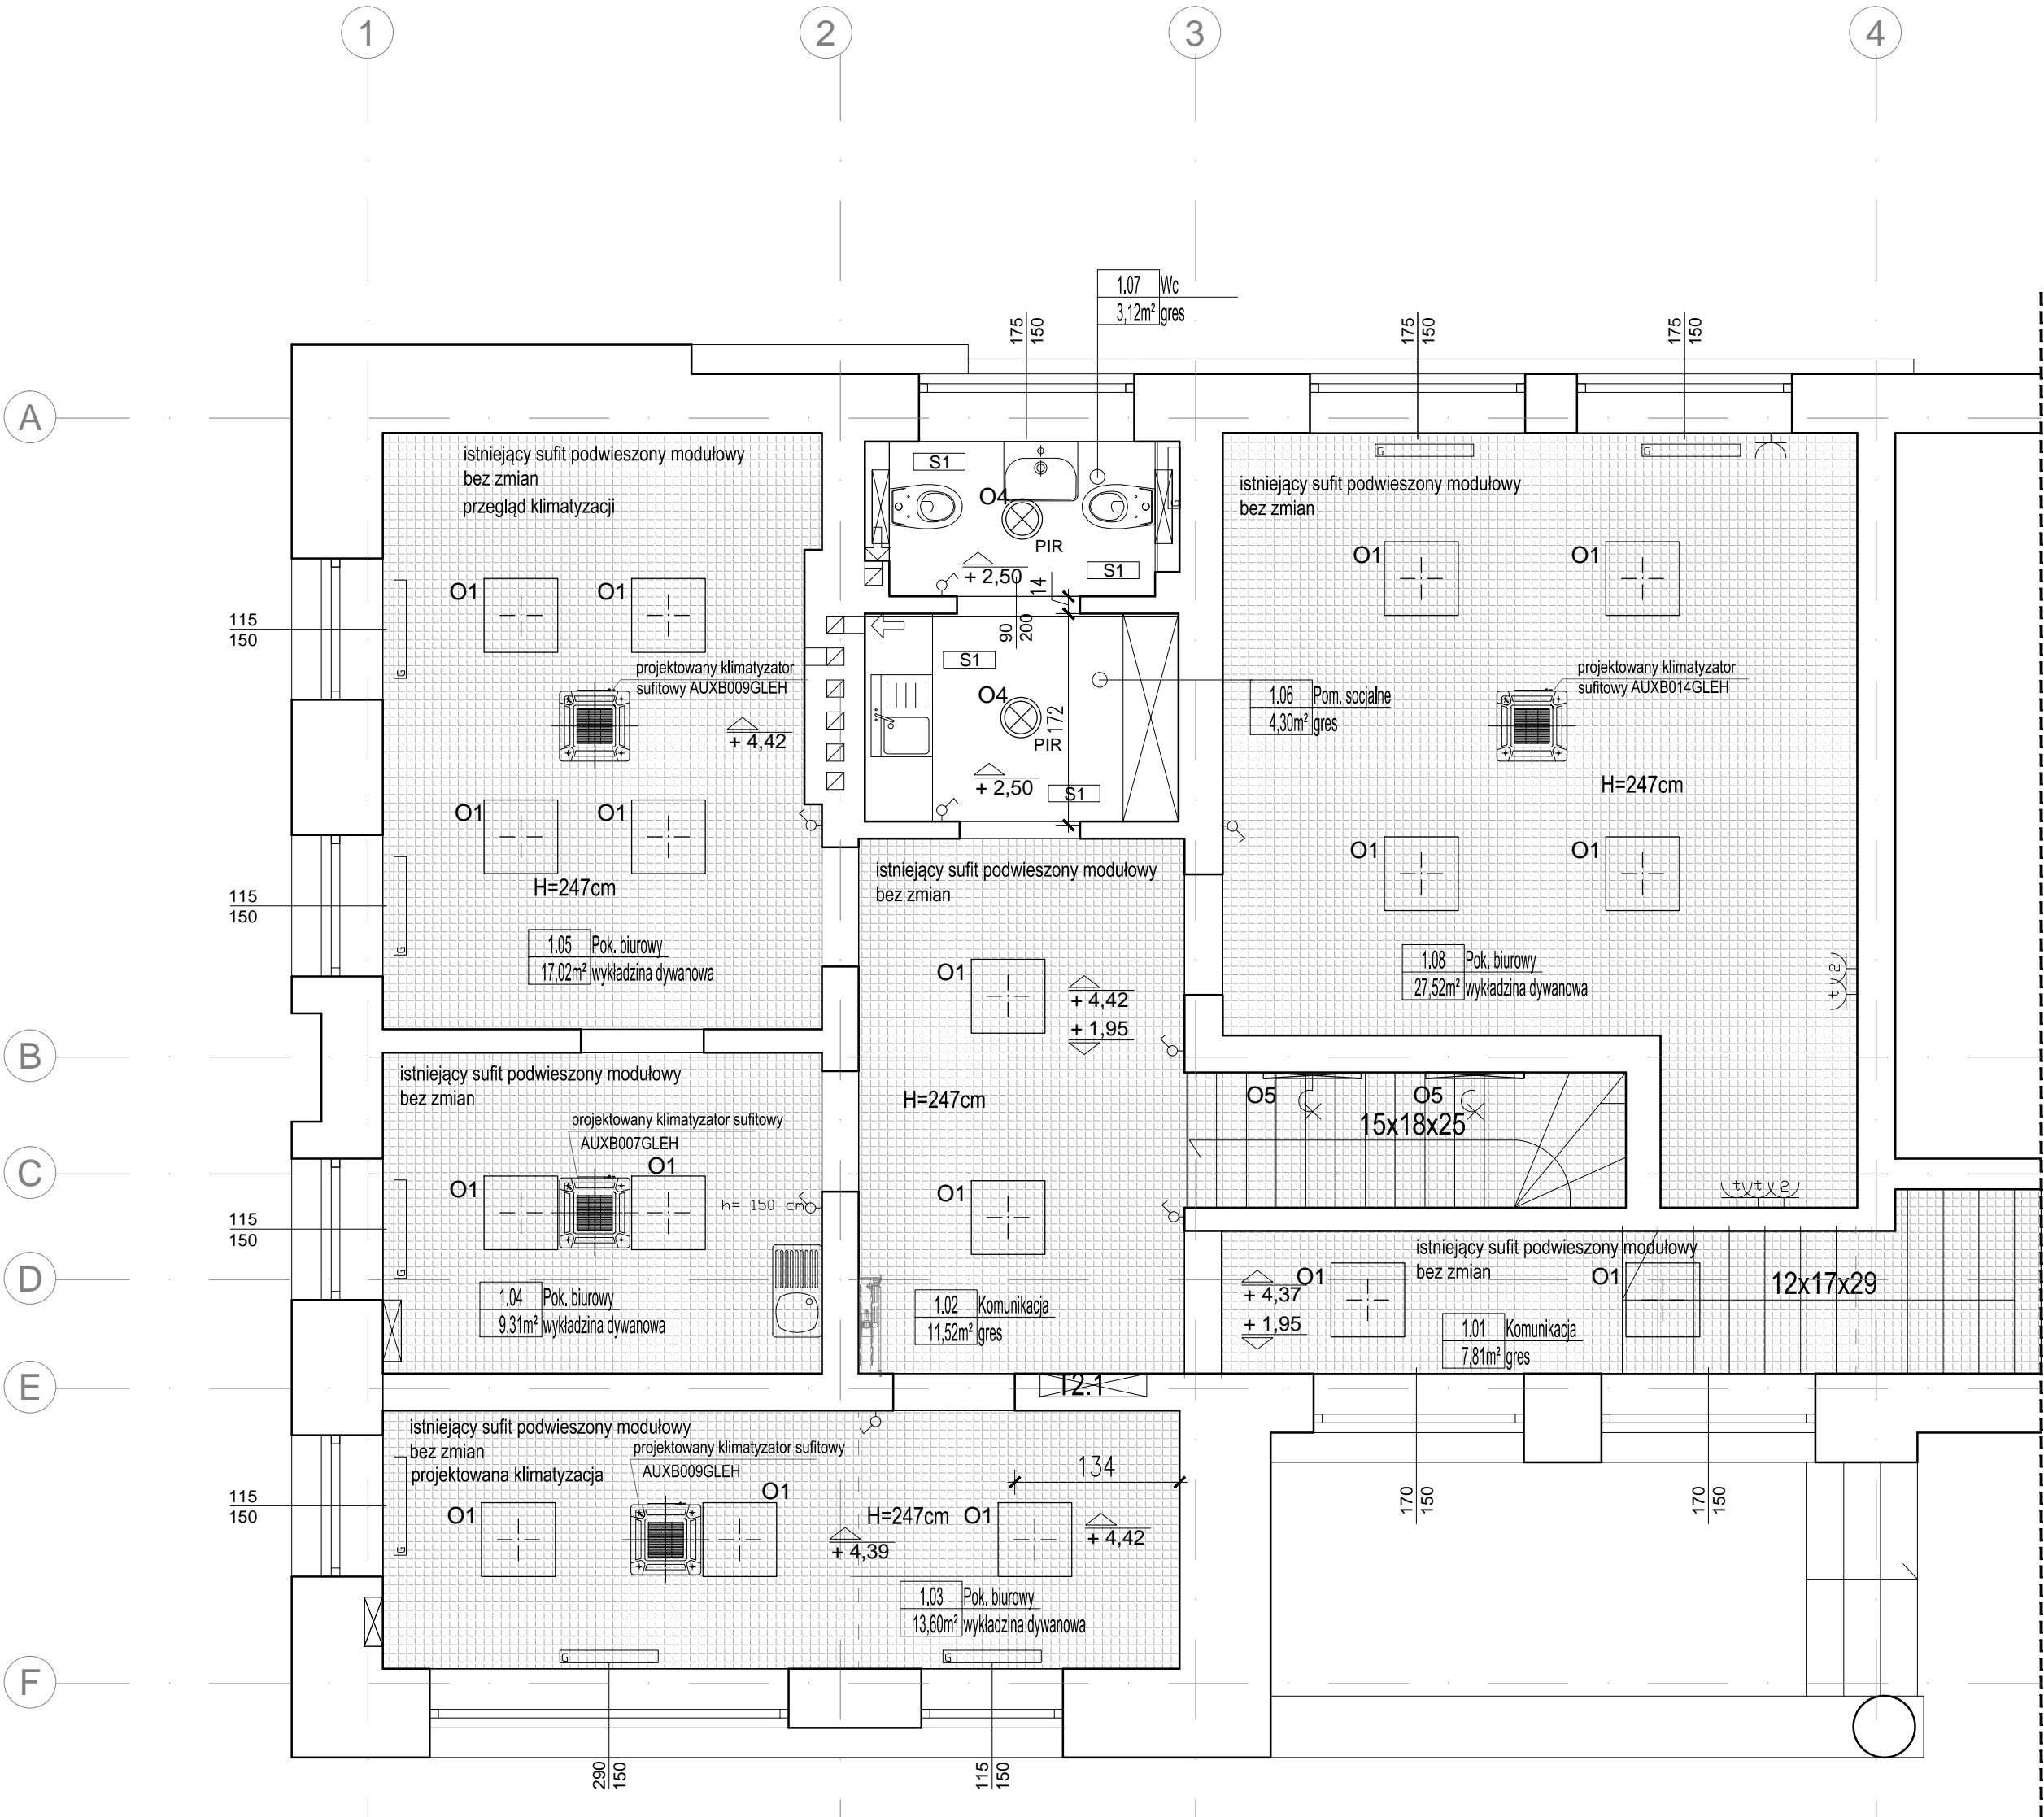 1
2
3
4
1.07 Wc
3,12m² gres
175
150
175
150
175
150
A
istniejący sufit podwieszony modułowy
bez zmian
przegląd klimatyzacji
S1
O4
PIR
+ 2,50
S1
14
istniejący sufit podwieszony modułowy
bez zmian
O1
O1
O1
O1
115
150
G
G
G
90
200
S1
O4
172
PIR
+ 2,50
S1
projektowany klimatyzator
sufitowy AUXB009GLEH
+ 4,42
1.06 Pom. socjalne
4,30m² gres
projektowany klimatyzator
sufitowy AUXB014GLEH
H=247cm
O1
O1
O1
O1
H=247cm
115
150
G
istniejący sufit podwieszony modułowy
bez zmian
1.05 Pok. biurowy
17,02m² wykładzina dywanowa
1.08 Pok. biurowy
27,52m² wykładzina dywanowa
t y 2
O1
+ 4,42
+ 1,95
B
istniejący sufit podwieszony modułowy
bez zmian
H=247cm
O5
O5
15x18x25
projektowany klimatyzator sufitowy
AUXB007GLEH
C
O1
O1
h= 150 cm
O1
t y t y 2
115
150
G
istniejący sufit podwieszony modułowy
bez zmian
D
1.04 Pok. biurowy
9,31m² wykładzina dywanowa
1.02 Komunikacja
11,52m² gres
+ 4,37
+ 1,95
O1
O1
12x17x29
1.01 Komunikacja
7,81m² gres
E
T2.1
istniejący sufit podwieszony modułowy
bez zmian
projektowana klimatyzacja
projektowany klimatyzator sufitowy
AUXB009GLEH
134
115
150
G
O1
O1
H=247cm
O1
+ 4,39
+ 4,42
170
150
170
150
1.03 Pok. biurowy
13,60m² wykładzina dywanowa
F
G
G
290
150
115
150